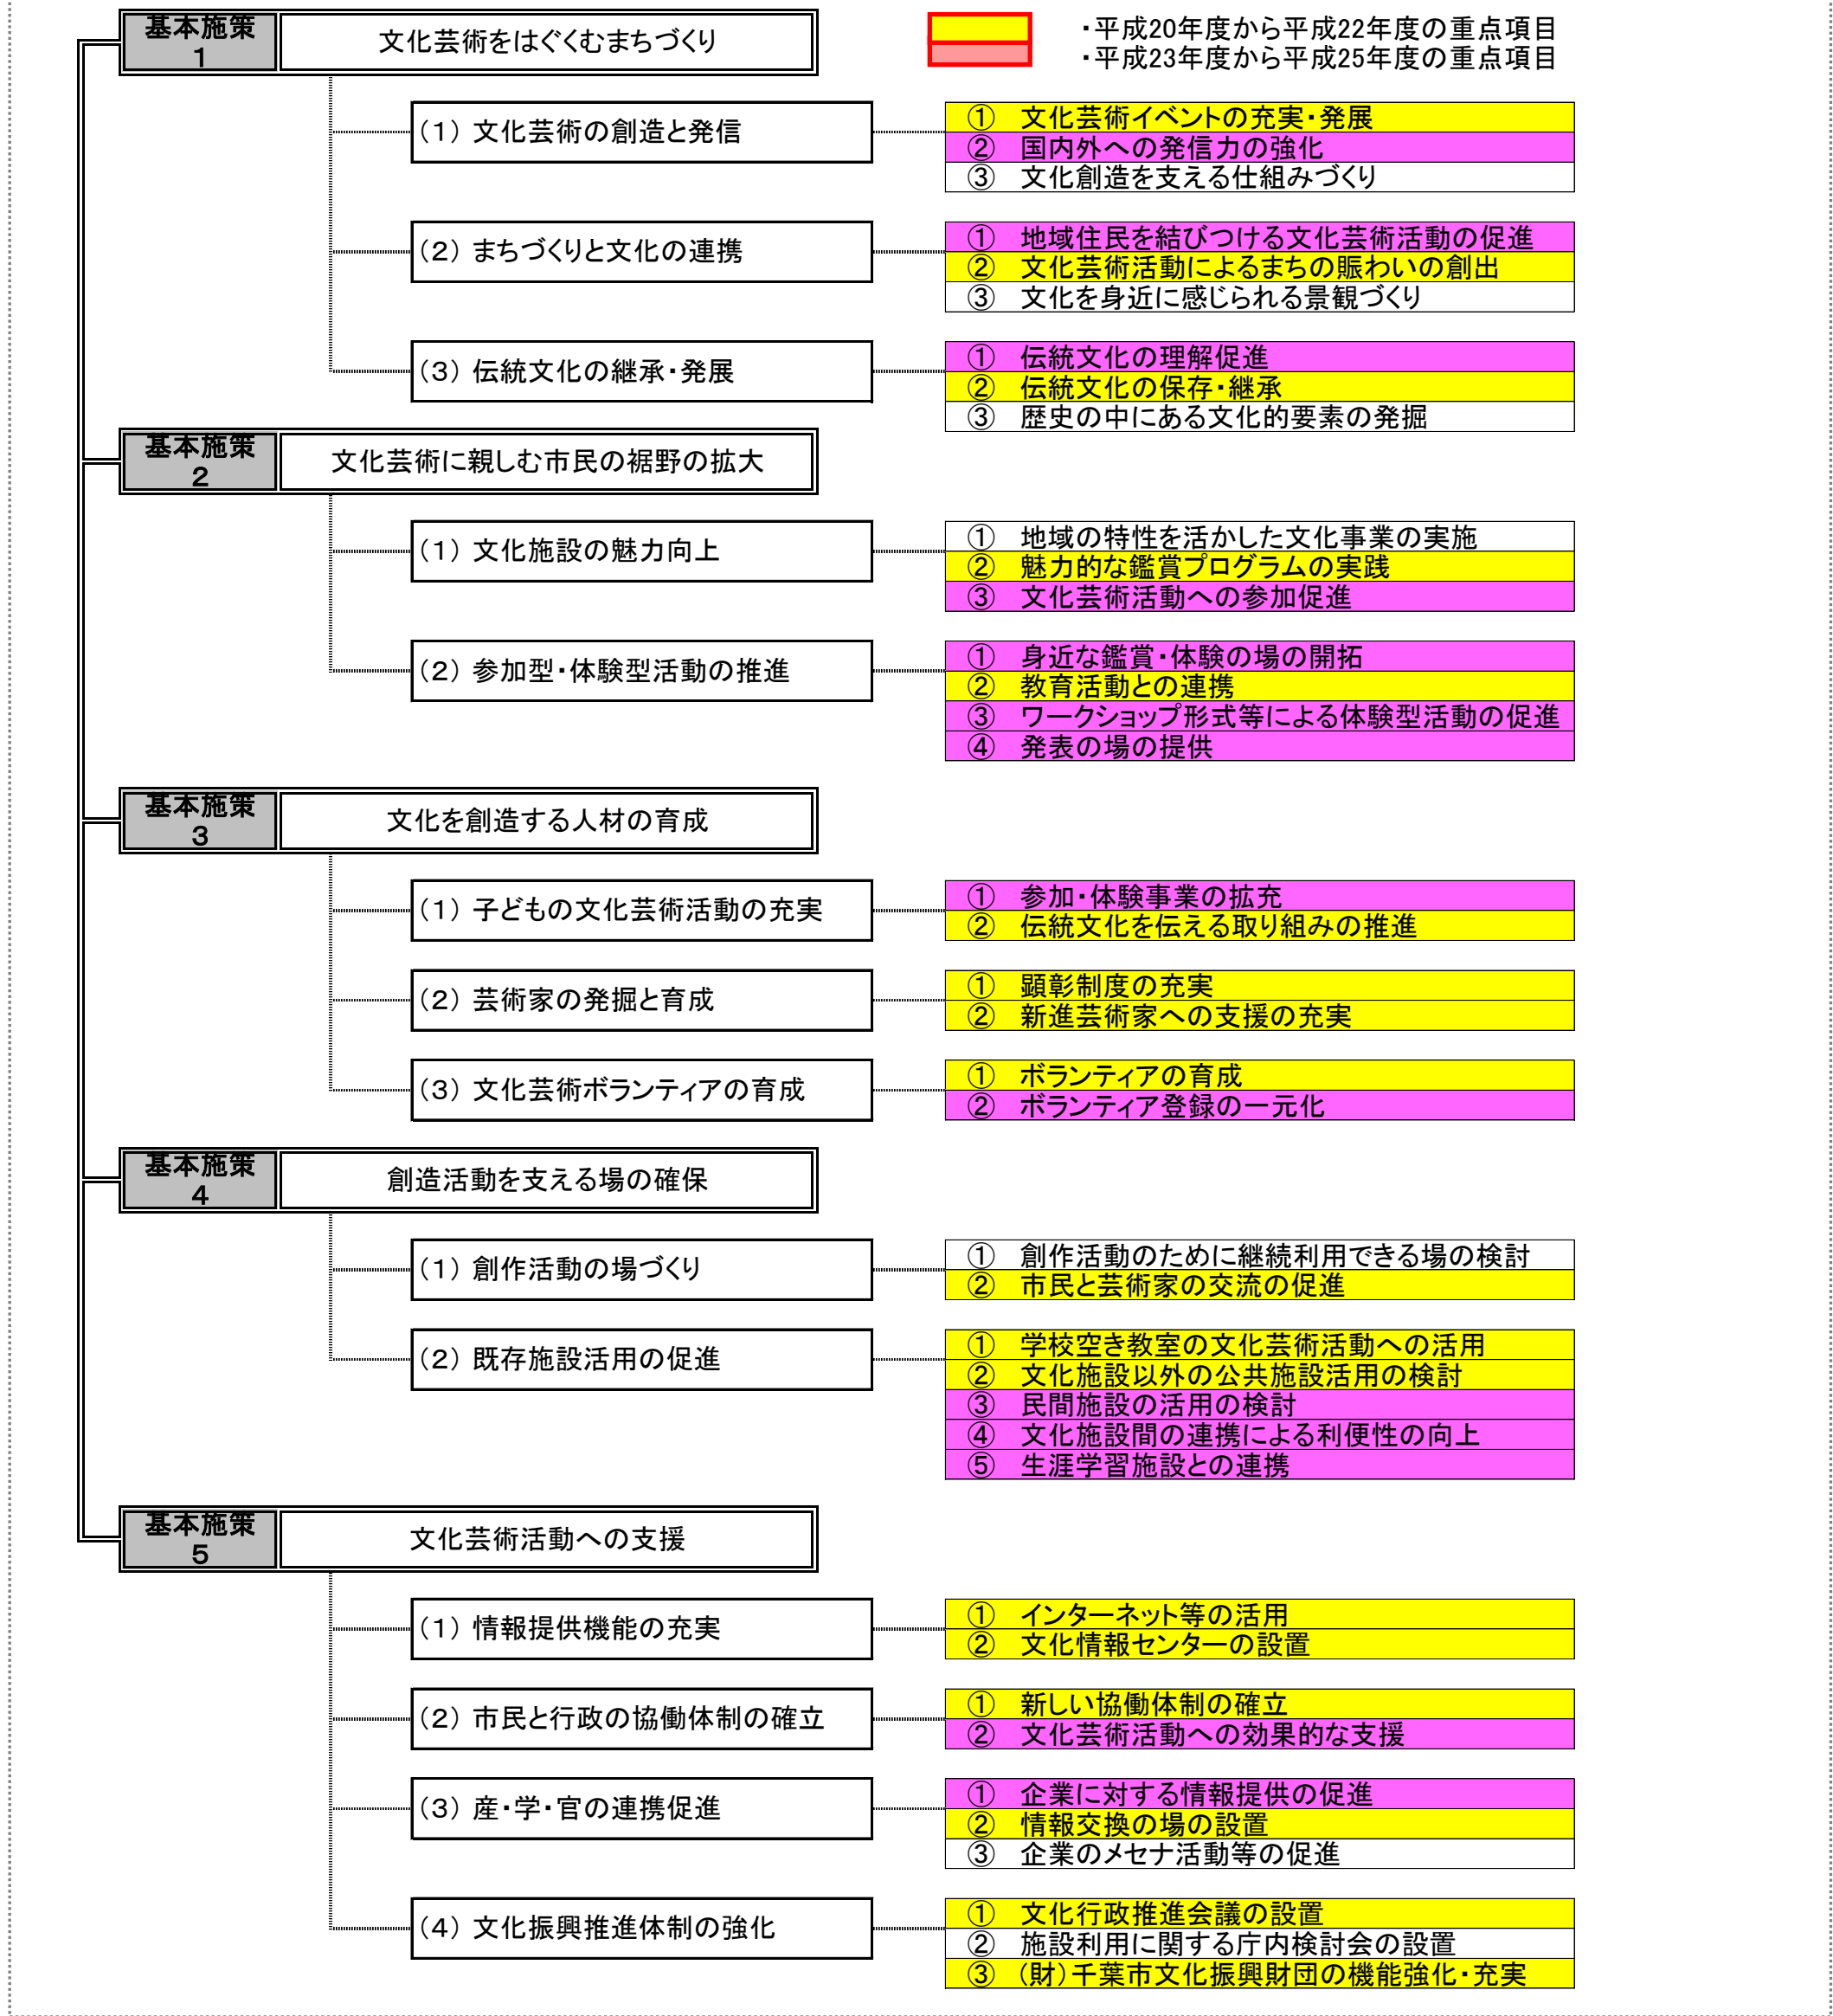 基本施策
1
文化芸術をはぐくむまちづくり
・平成20年度から平成22年度の重点項目
・平成23年度から平成25年度の重点項目
（1） 文化芸術の創造と発信
① 文化芸術イベントの充実・発展
② 国内外への発信力の強化
③ 文化創造を支える仕組みづくり
（2） まちづくりと文化の連携
① 地域住民を結びつける文化芸術活動の促進
② 文化芸術活動によるまちの賑わいの創出
③ 文化を身近に感じられる景観づくり
（3） 伝統文化の継承・発展
① 伝統文化の理解促進
② 伝統文化の保存・継承
③ 歴史の中にある文化的要素の発掘
基本施策
2
文化芸術に親しむ市民の裾野の拡大
（1） 文化施設の魅力向上
① 地域の特性を活かした文化事業の実施
② 魅力的な鑑賞プログラムの実践
③ 文化芸術活動への参加促進
（2） 参加型・体験型活動の推進
① 身近な鑑賞・体験の場の開拓
② 教育活動との連携
③ ワークショップ形式等による体験型活動の促進
④ 発表の場の提供
基本施策
3
文化を創造する人材の育成
（1） 子どもの文化芸術活動の充実
① 参加・体験事業の拡充
② 伝統文化を伝える取り組みの推進
（2） 芸術家の発掘と育成
① 顕彰制度の充実
② 新進芸術家への支援の充実
（3） 文化芸術ボランティアの育成
① ボランティアの育成
② ボランティア登録の一元化
基本施策
4
創造活動を支える場の確保
（1） 創作活動の場づくり
① 創作活動のために継続利用できる場の検討
② 市民と芸術家の交流の促進
（2） 既存施設活用の促進
① 学校空き教室の文化芸術活動への活用
② 文化施設以外の公共施設活用の検討
③ 民間施設の活用の検討
④ 文化施設間の連携による利便性の向上
⑤ 生涯学習施設との連携
基本施策
5
文化芸術活動への支援
（1） 情報提供機能の充実
① インターネット等の活用
② 文化情報センターの設置
（2） 市民と行政の協働体制の確立
① 新しい協働体制の確立
② 文化芸術活動への効果的な支援
（3） 産・学・官の連携促進
① 企業に対する情報提供の促進
② 情報交換の場の設置
③ 企業のメセナ活動等の促進
（4） 文化振興推進体制の強化
① 文化行政推進会議の設置
② 施設利用に関する庁内検討会の設置
③ （財）千葉市文化振興財団の機能強化・充実